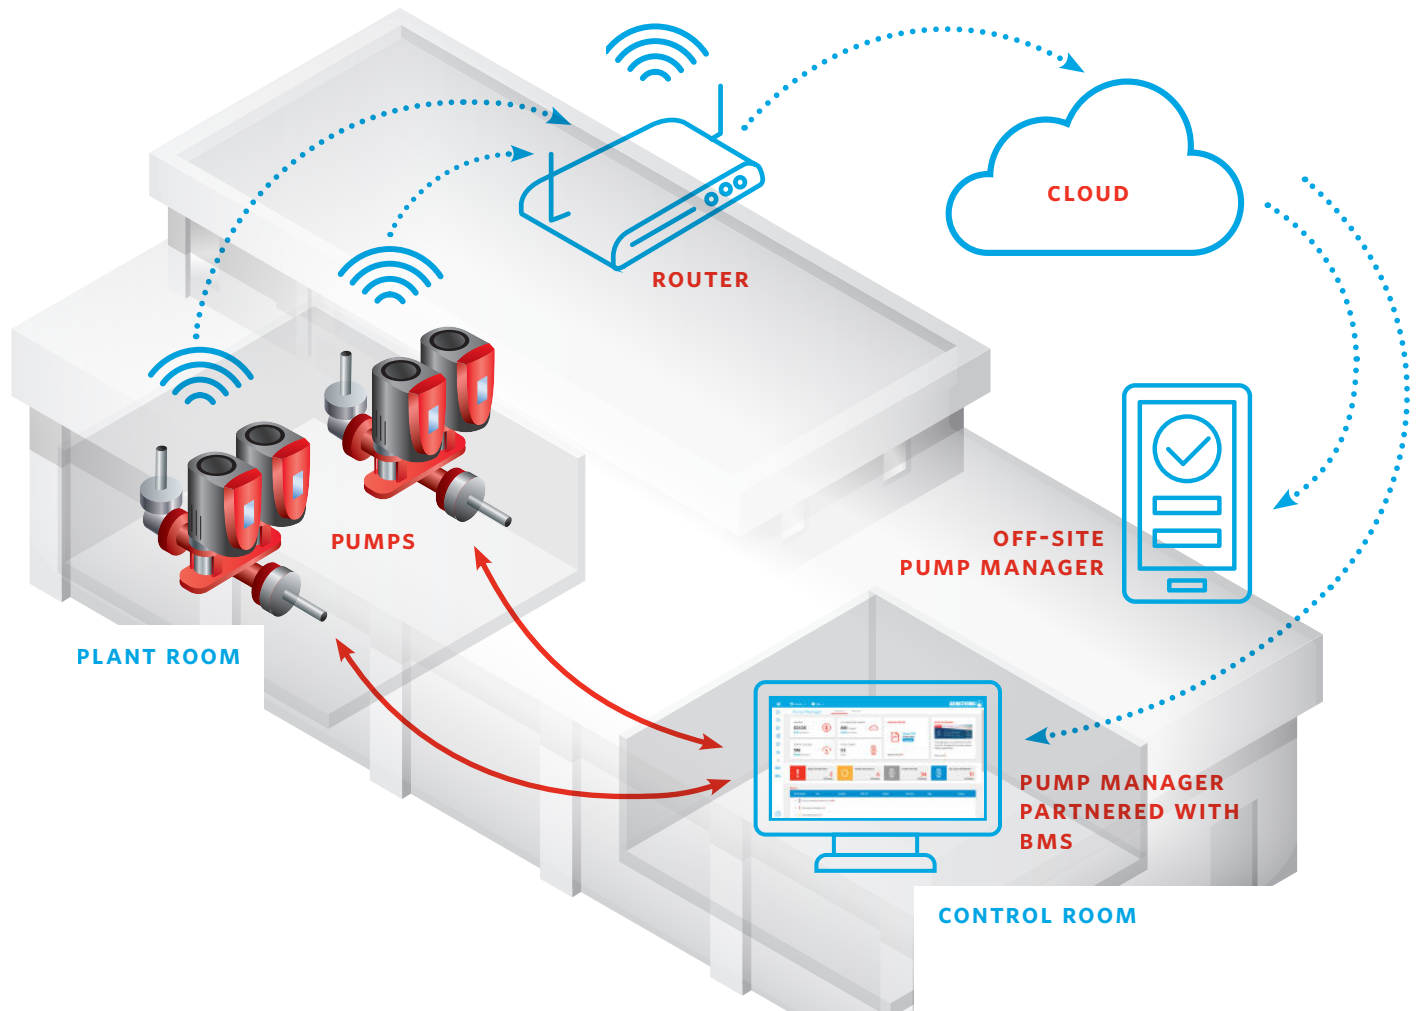 CLOUD
ROUTER
PUMPS
OFF-SITE
PUMP MANAGER
PLANT ROOM
PUMP MANAGER
PARTNERED WITH
BMS
CONTROL ROOM